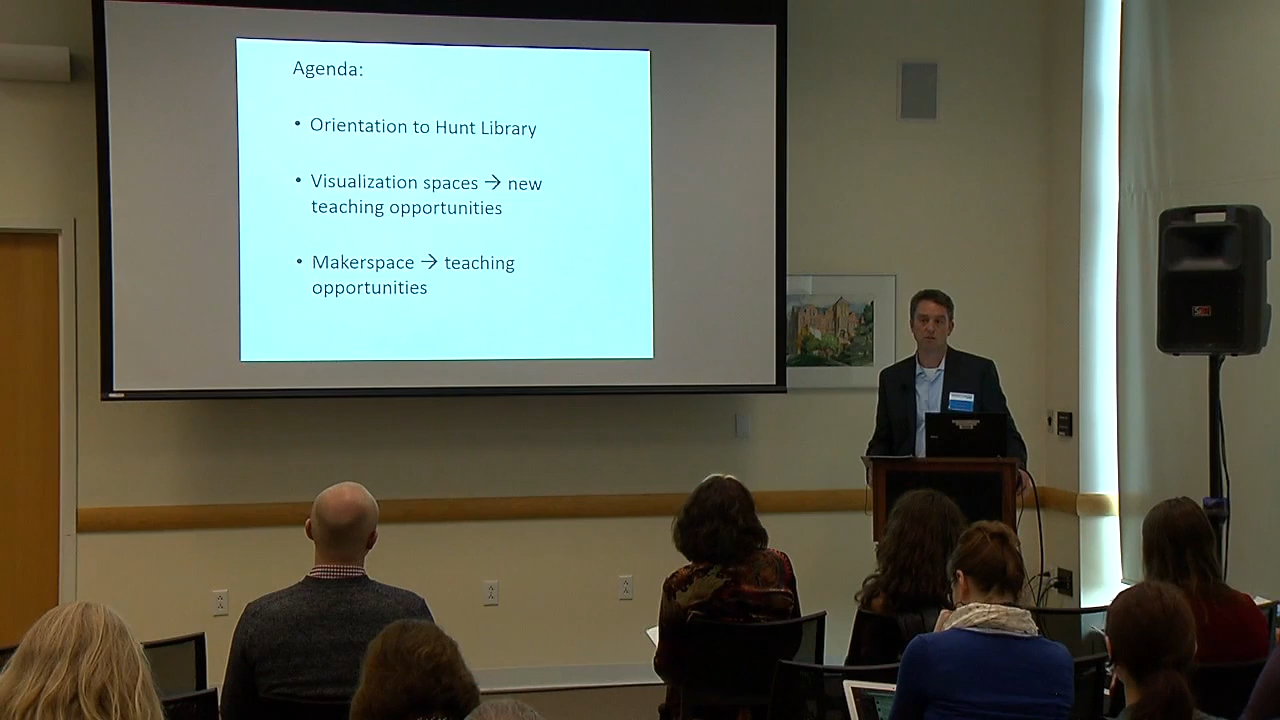 Agenda:
• Orientation to Hunt Library
• Visualization spaces → new
teaching opportunities
• Makerspace → teaching
opportunities